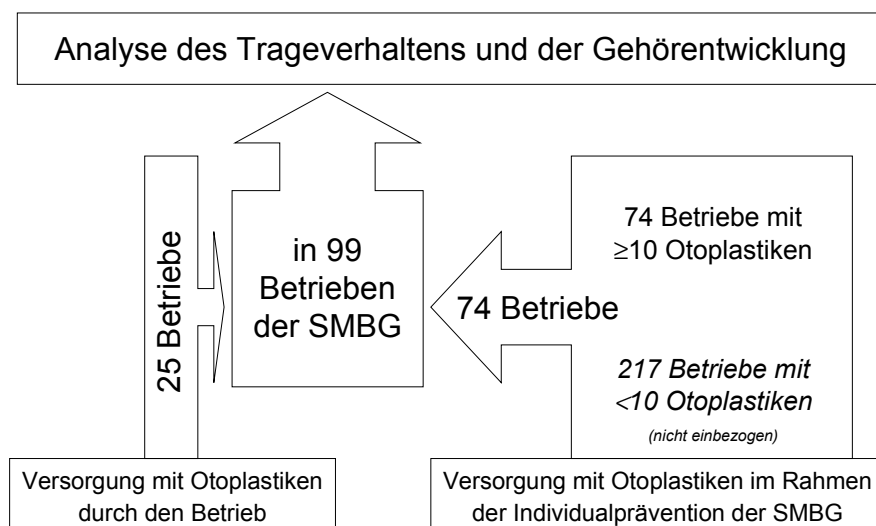 Analyse des Trageverhaltens und der Gehörentwicklung
25 Betriebe
in 99
Betrieben
der SMBG
74 Betriebe
74 Betriebe mit
≥10 Otoplastiken
217 Betriebe mit
<10 Otoplastiken
(nicht einbezogen)
Versorgung mit Otoplastiken
durch den Betrieb
Versorgung mit Otoplastiken im Rahmen
der Individualprävention der SMBG